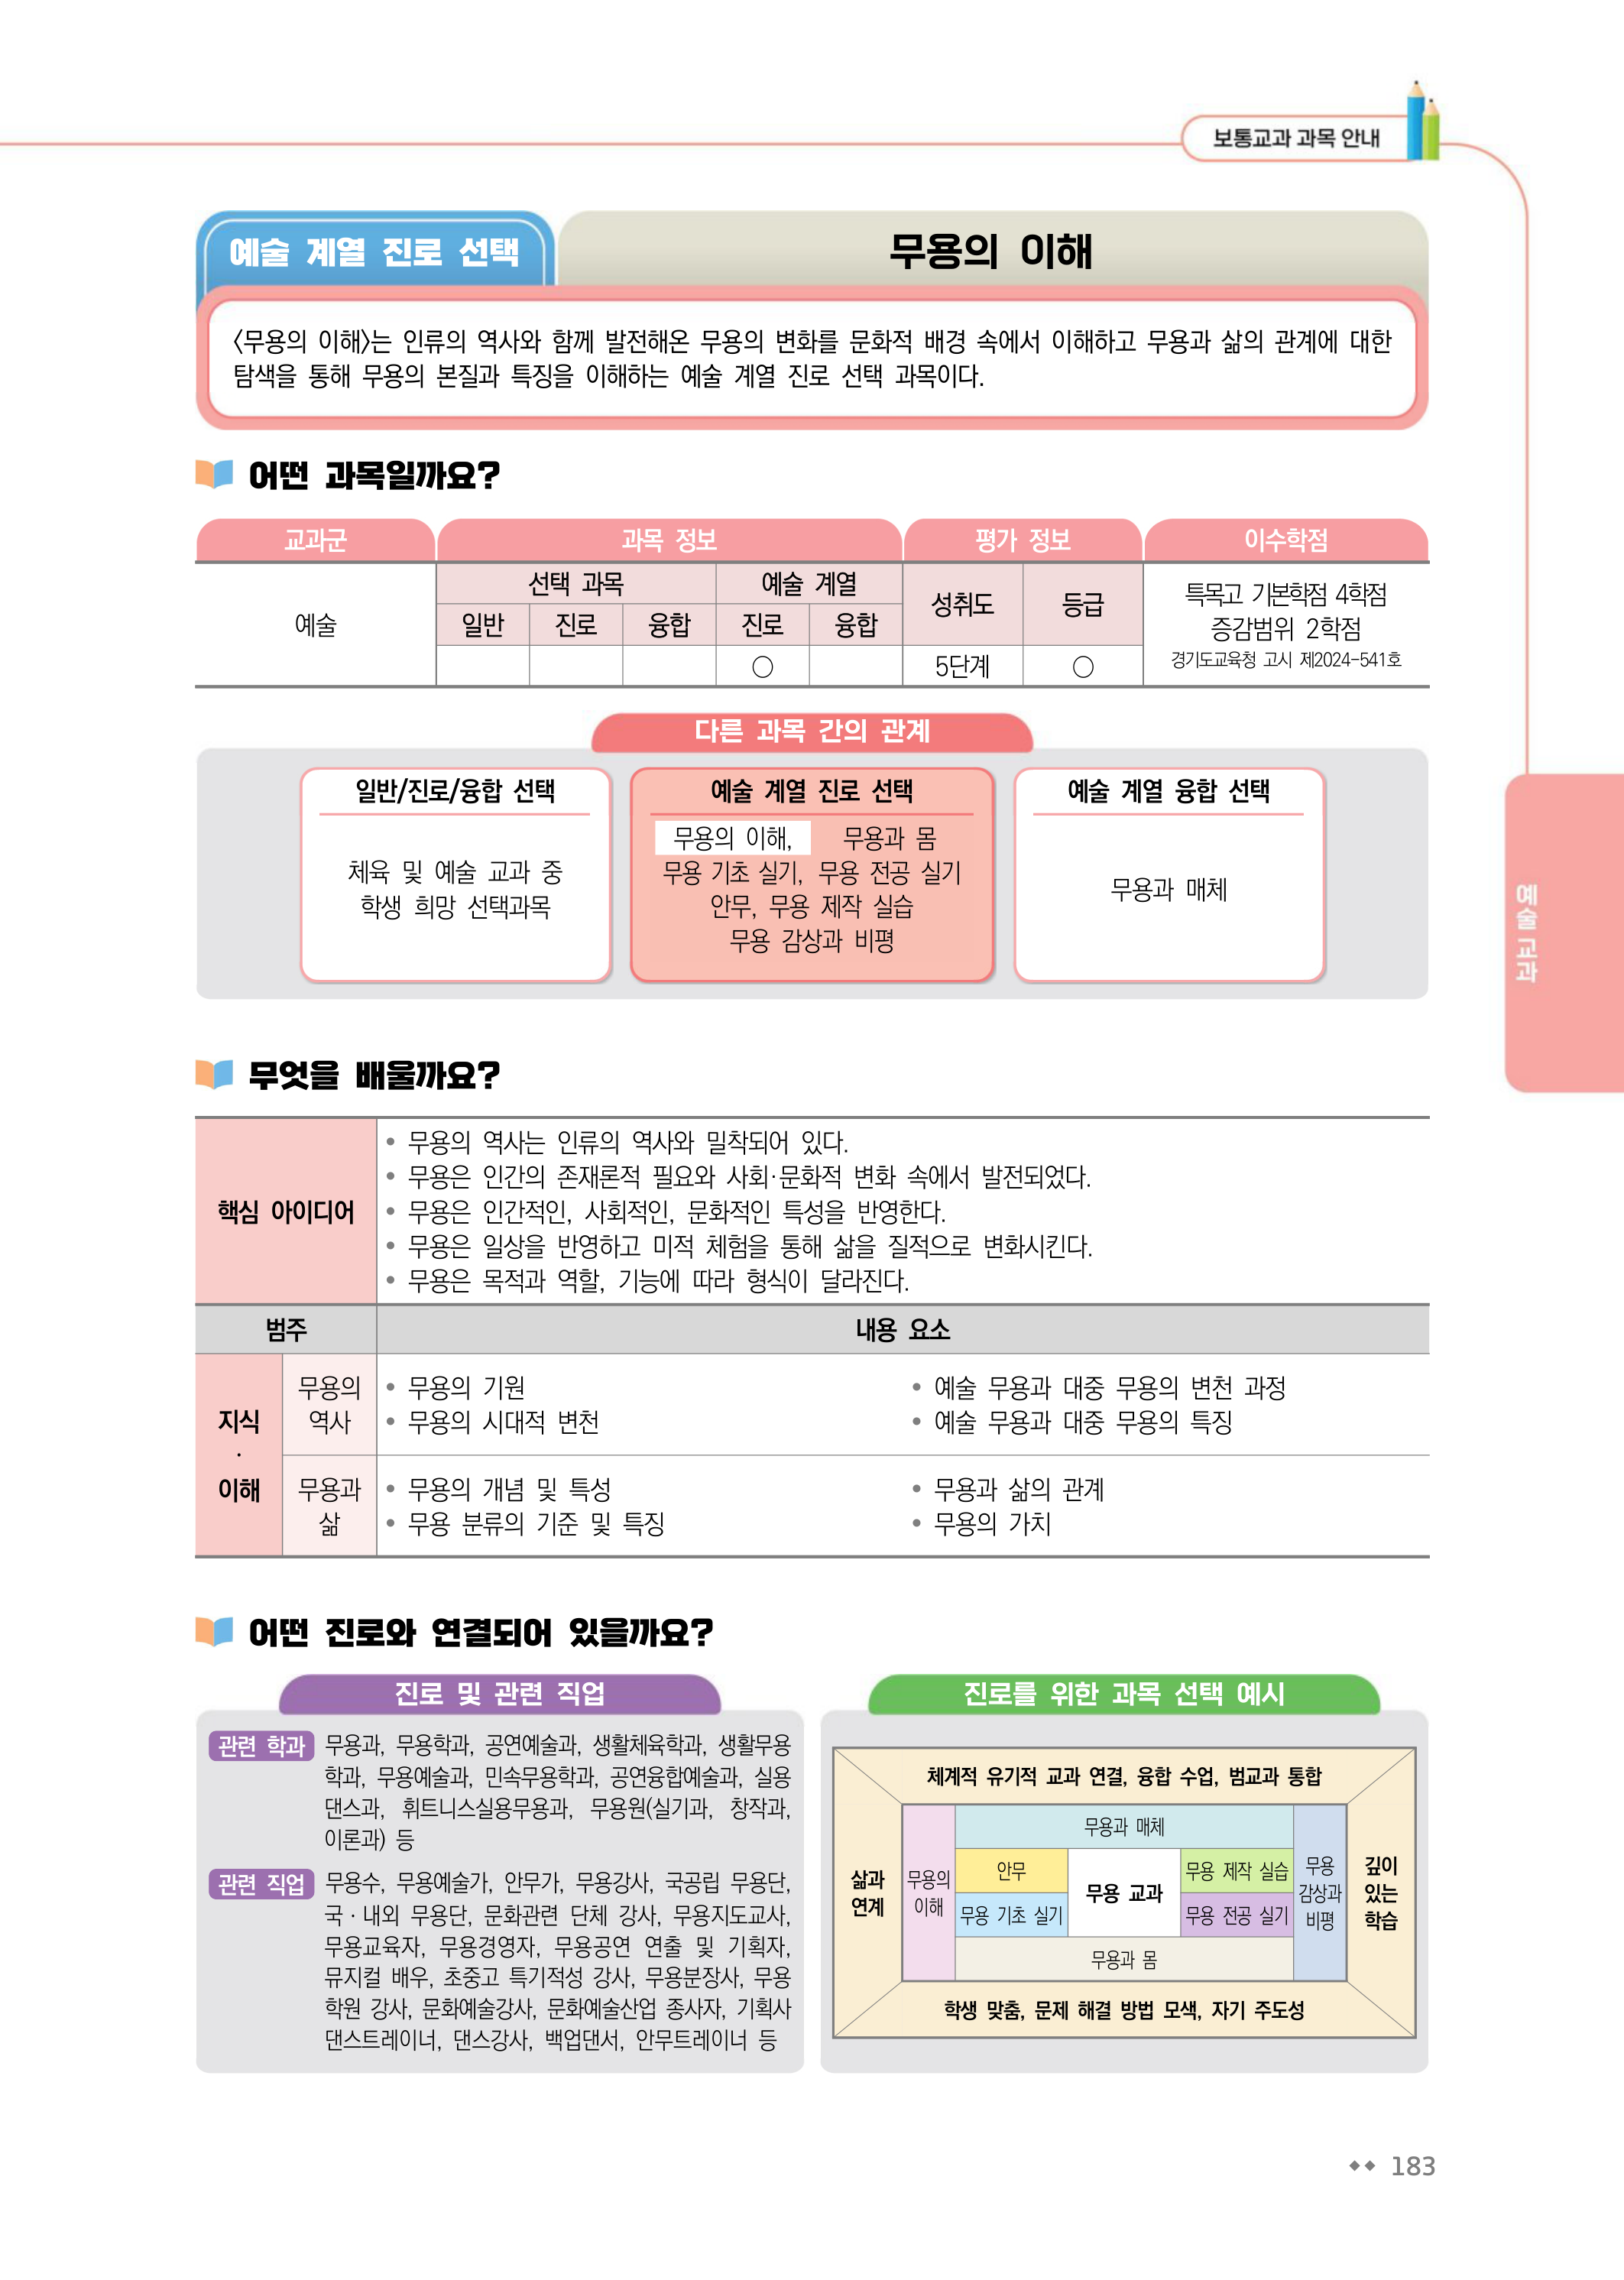 보통교과 과목 안내
예술 계열 진로 선택
무용의 이해
〈무용의 이해〉는 인류의 역사와 함께 발전해온 무용의 변화를 문화적 배경 속에서 이해하고 무용과 삶의 관계에 대한
탐색을 통해 무용의 본질과 특징을 이해하는 예술 계열 진로 선택 과목이다.
어떤 과목일까요?
교과군 과목 정보 평가 정보 이수학점
예술
선택 과목 예술 계열
일반 진로 융합 진로 융합
성취도 등급
○ 5단계 ○
특목고 기본학점 4학점
증감범위 2학점
경기도교육청 고시 제2024-541호
다른 과목 간의 관계
일반/진로/융합 선택
체육 및 예술 교과 중
학생 희망 선택과목
예술 계열 진로 선택
무용의 이해, 무용과 몸
무용 기초 실기, 무용 전공 실기
안무, 무용 제작 실습
무용 감상과 비평
예술 계열 융합 선택
무용과 매체
예술 교과
무엇을 배울까요?
핵심 아이디어
• 무용의 역사는 인류의 역사와 밀착되어 있다.
• 무용은 인간의 존재론적 필요와 사회·문화적 변화 속에서 발전되었다.
• 무용은 인간적인, 사회적인, 문화적인 특성을 반영한다.
• 무용은 일상을 반영하고 미적 체험을 통해 삶을 질적으로 변화시킨다.
• 무용은 목적과 역할, 기능에 따라 형식이 달라진다.
범주 내용 요소
지식
·
이해
무용의
역사
• 무용의 기원
• 무용의 시대적 변천
• 예술 무용과 대중 무용의 변천 과정
• 예술 무용과 대중 무용의 특징
무용과
삶
• 무용의 개념 및 특성
• 무용 분류의 기준 및 특징
• 무용과 삶의 관계
• 무용의 가치
어떤 진로와 연결되어 있을까요?
진로 및 관련 직업
관련 학과 무용과, 무용학과, 공연예술과, 생활체육학과, 생활무용
학과, 무용예술과, 민속무용학과, 공연융합예술과, 실용
댄스과, 휘트니스실용무용과, 무용원(실기과, 창작과,
이론과) 등
관련 직업 무용수, 무용예술가, 안무가, 무용강사, 국공립 무용단,
국·내외 무용단, 문화관련 단체 강사, 무용지도교사,
무용교육자, 무용경영자, 무용공연 연출 및 기획자,
뮤지컬 배우, 초중고 특기적성 강사, 무용분장사, 무용
학원 강사, 문화예술강사, 문화예술산업 종사자, 기획사
댄스트레이너, 댄스강사, 백업댄서, 안무트레이너 등
진로를 위한 과목 선택 예시
체계적 유기적 교과 연결, 융합 수업, 범교과 통합
삶과
연계
무용의
이해
무용과 매체
안무
무용 기초 실기
무용 교과
무용 제작 실습
무용 전공 실기
무용과 몸
무용
감상과
비평
깊이
있는
학습
학생 맞춤, 문제 해결 방법 모색, 자기 주도성
◆◆ 183